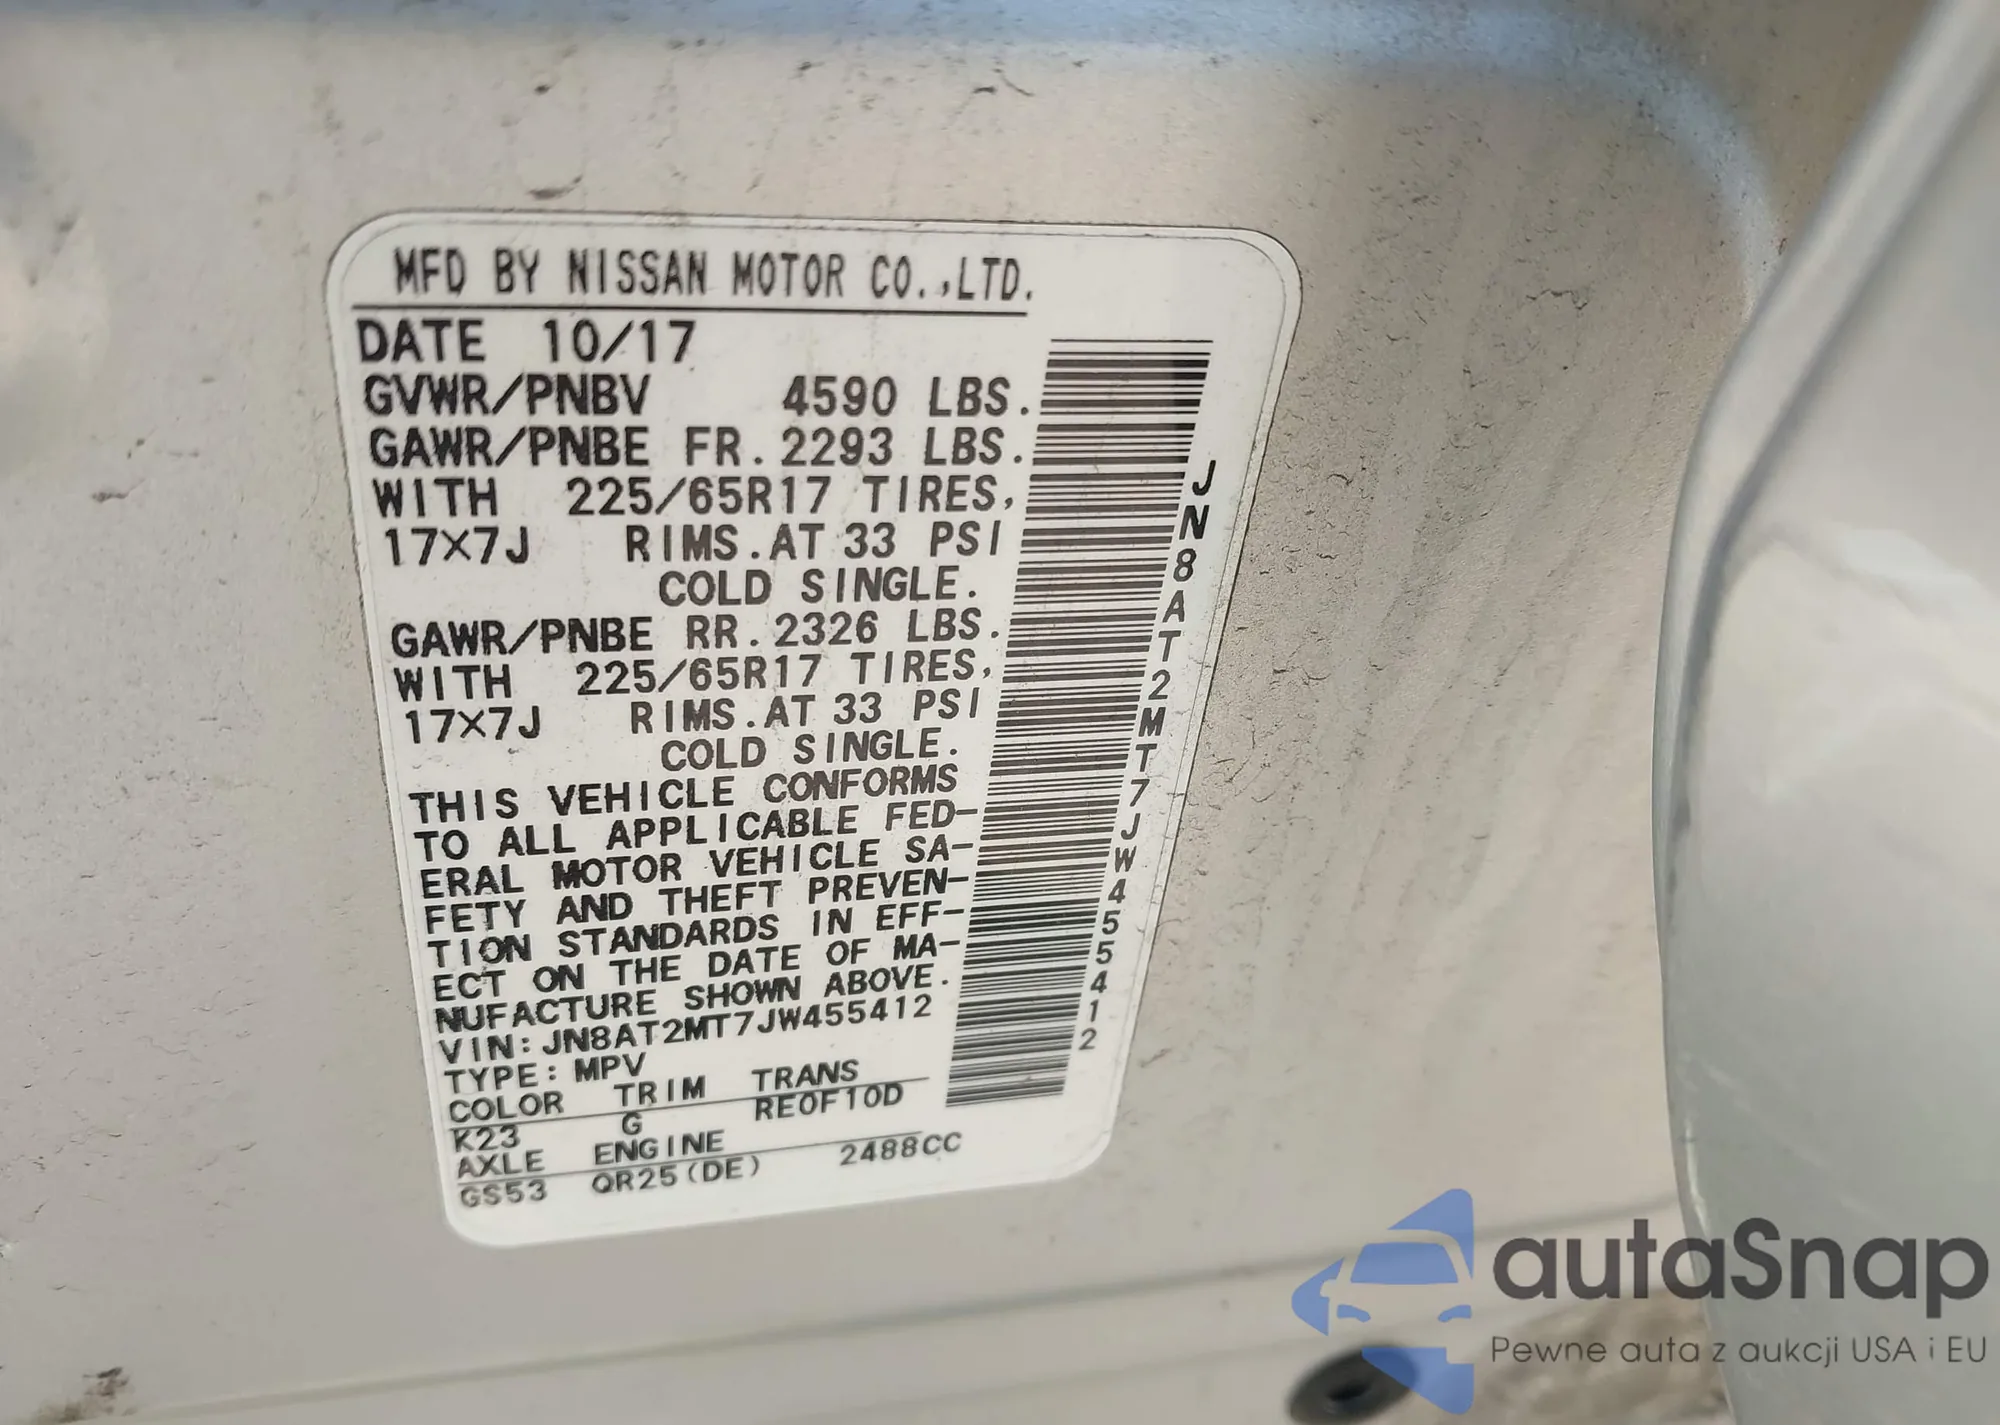 MFD BY NISSAN MOTOR CO.,LTD.
DATE 10/17
GVWR/PNBV 4590 LBS.
GAWR/PNBE FR. 2293 LBS.
WITH 225/65R17 TIRES,
17X7J RIMS. AT 33 PSI
COLD SINGLE.
GAWR/PNBE RR. 2326 LBS.
WITH 225/65R17 TIRES,
17X7J RIMS. AT 33 PSI
COLD SINGLE.
THIS VEHICLE CONFORMS
TO ALL APPLICABLE FED-
ERAL MOTOR VEHICLE SA-
FETY AND THEFT PREVEN-
TION STANDARDS IN EFF-
ECT ON THE DATE OF MA-
NUFACTURE SHOWN ABOVE.
VIN: JN8AT2MT7JW455412
TYPE: MPV
COLOR TRIM TRANS
K23 G RE0F10D
AXLE ENGINE
GS53 QR25(DE) 2488CC
JN8AT2MT7JW455412
autaSnap
Pewne auta z aukcji USA i EU